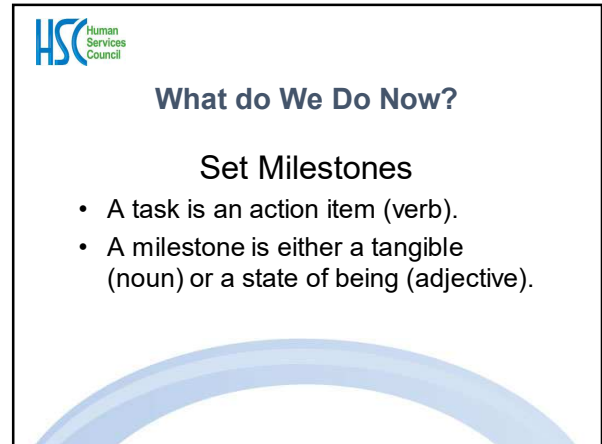 HSC Human
Services
Council
What do We Do Now?
Set Milestones
• A task is an action item (verb).
• A milestone is either a tangible
(noun) or a state of being (adjective).